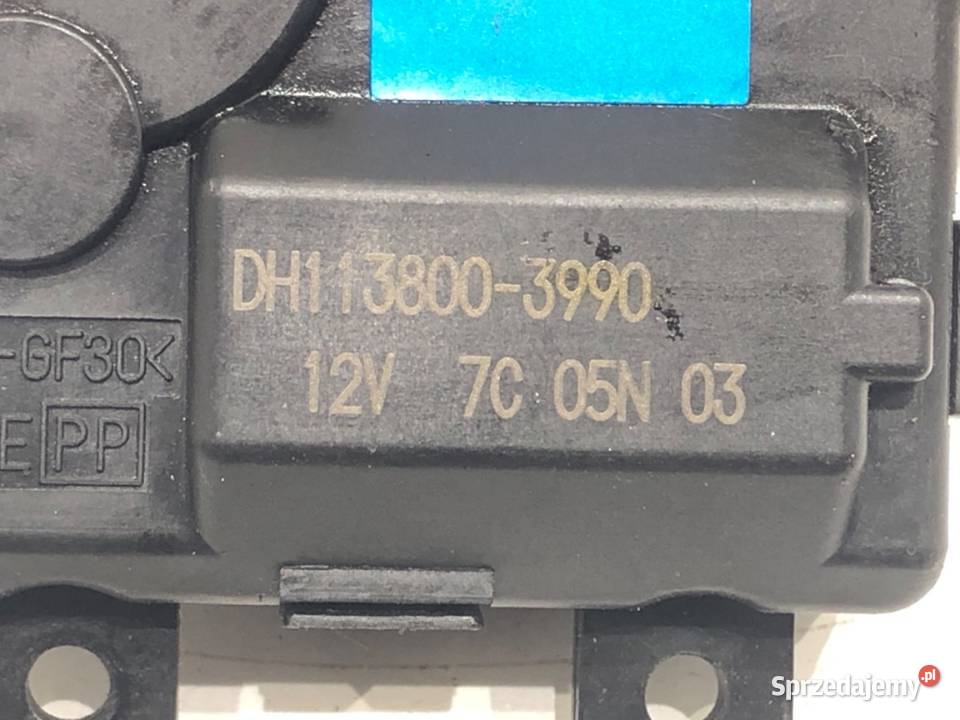 DH113800-3990
12V 7C 05N 03
-GF30<
E PP
Sprzedajemy.pl